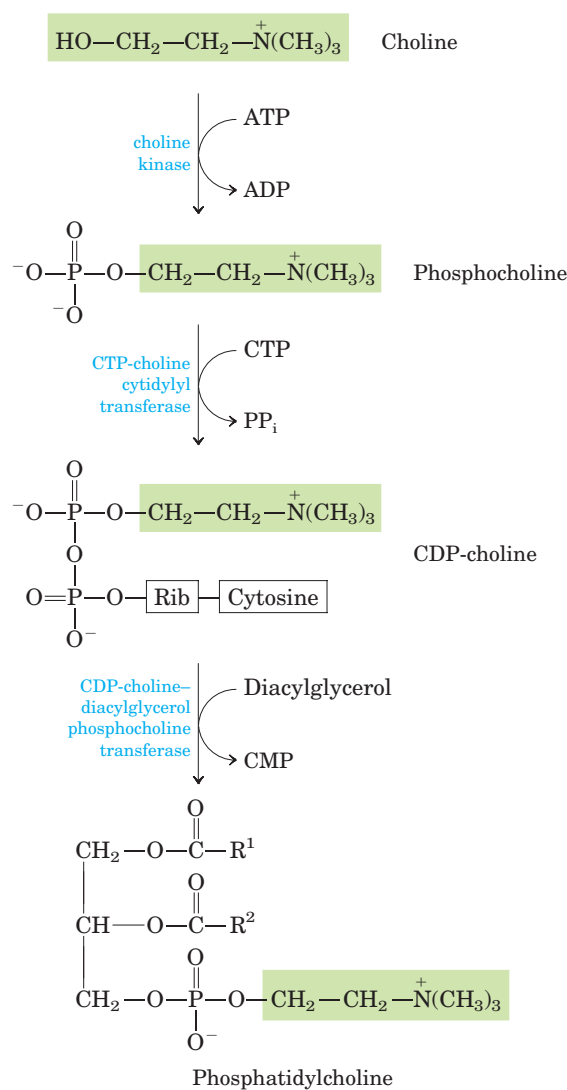 HO—CH₂—CH₂—N⁺(CH₃)₃ Choline
ATP
choline
kinase
ADP
O
⁻O—P—O—CH₂—CH₂—N⁺(CH₃)₃ Phosphocholine
⁻O
CTP
CTP-choline
cytidylyl
transferase
PPᵢ
O
⁻O—P—O—CH₂—CH₂—N⁺(CH₃)₃
O
CDP-choline
O=P—O—Rib—Cytosine
O⁻
CDP-choline–
diacylglycerol
phosphocholine
transferase
Diacylglycerol
CMP
O
CH₂—O—C—R¹
O
CH—O—C—R²
O
CH₂—O—P—O—CH₂—CH₂—N⁺(CH₃)₃
O⁻
Phosphatidylcholine